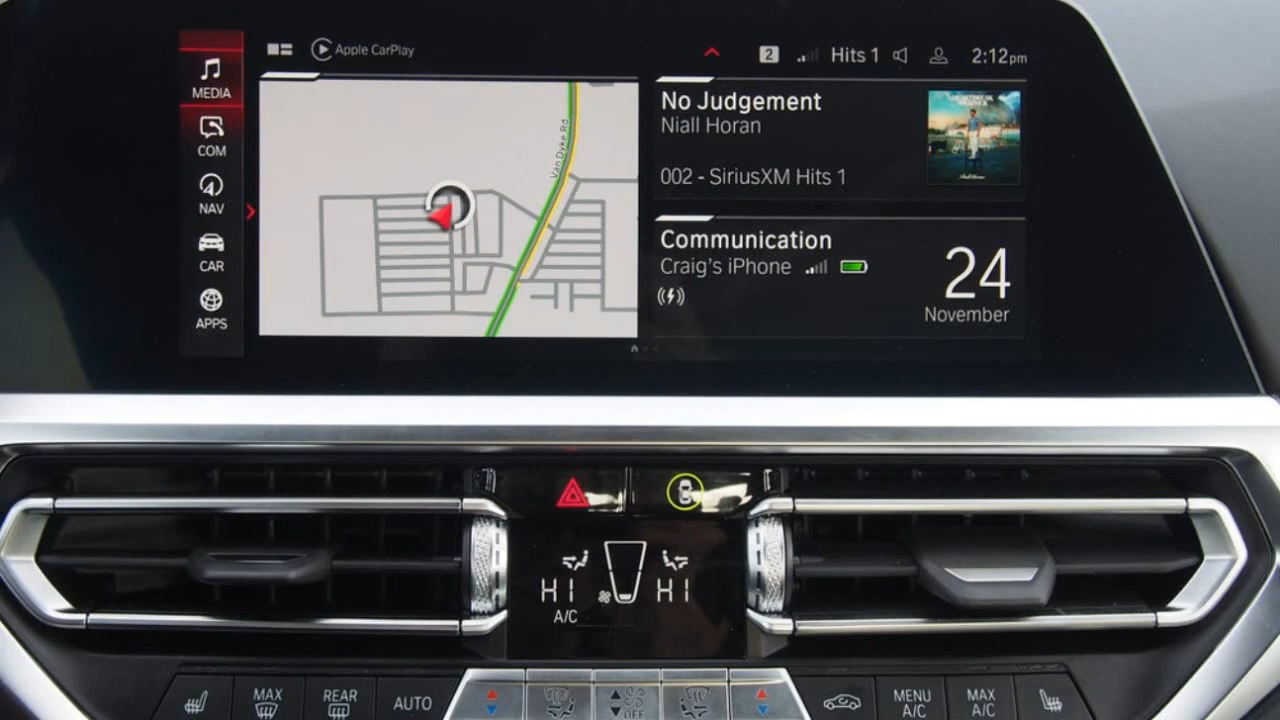 Apple CarPlay
2 Hits 1 2:12pm
MEDIA
COM
NAV
CAR
APPS
Van Dyke Rd
No Judgement
Niall Horan
002 - SiriusXM Hits 1
Communication
Craig's iPhone
24
November
HI HI
A/C
MAX
REAR
AUTO
OFF
MENU
A/C
MAX
A/C